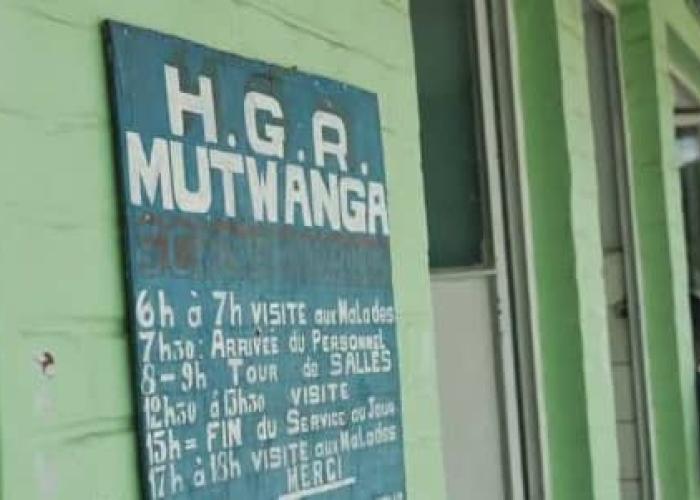 H.G.R.
MUTWANGA
6h à 7h VISITE aux MaLades
7h30: ARRIVÉE du PERSONNEL
8-9h TOUR de SALLES
12h30 à 13h30 VISITE
15h = FIN du SERVICE du JOUR
17h à 18h VISITE aux MaLades
MERCI